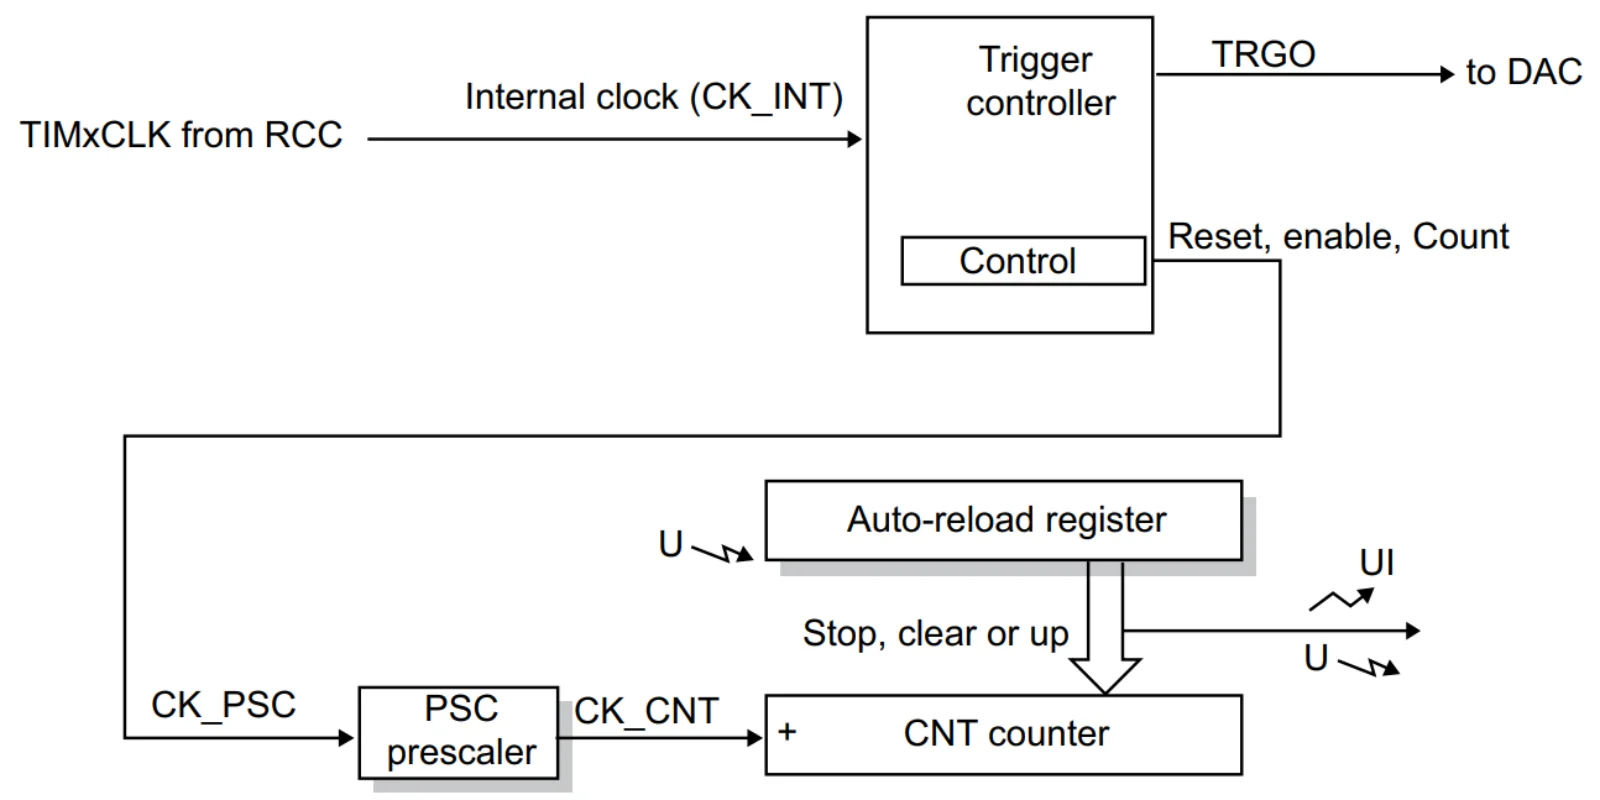 Trigger
controller
TRGO
to DAC
Internal clock (CK_INT)
TIMxCLK from RCC
Control
Reset, enable, Count
Auto-reload register
U
UI
Stop, clear or up
U
CK_PSC
PSC
prescaler
CK_CNT
+
CNT counter